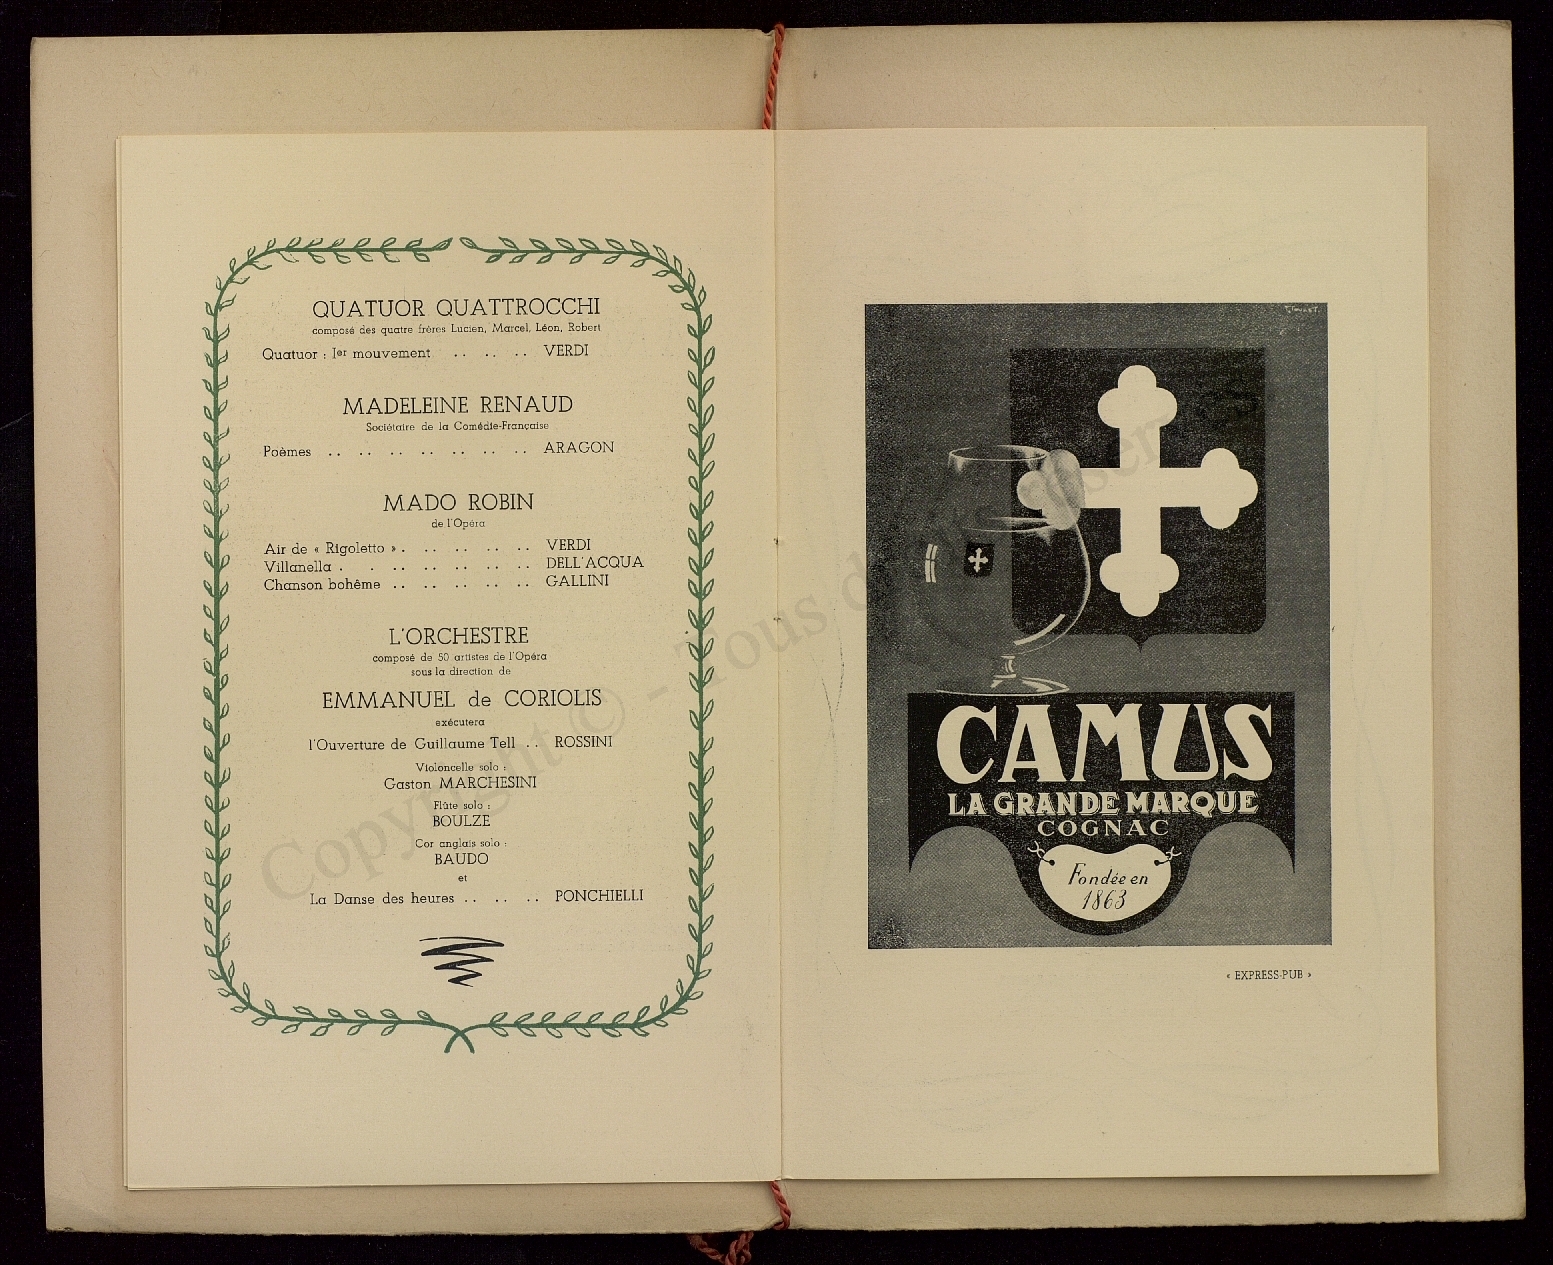 QUATUOR QUATTROCCHI
composé des quatre frères Lucien, Marcel, Léon, Robert
Quatuor : Ier mouvement .. .. .. VERDI
MADELEINE RENAUD
Sociétaire de la Comédie-Française
Poèmes .. .. .. .. .. .. .. ARAGON
MADO ROBIN
de l'Opéra
Air de « Rigoletto » . .. .. .. .. VERDI
Villanella . . .. .. .. .. .. DELL'ACQUA
Chanson bohême .. .. .. .. .. GALLINI
L'ORCHESTRE
composé de 50 artistes de l'Opéra
sous la direction de
EMMANUEL de CORIOLIS
exécutera
l'Ouverture de Guillaume Tell .. ROSSINI
Violoncelle solo :
Gaston MARCHESINI
Flûte solo :
BOULZE
Cor anglais solo :
BAUDO
et
La Danse des heures .. .. .. PONCHIELLI
CAMUS
LA GRANDE MARQUE
COGNAC
Fondée en
1863
« EXPRESS-PUB »
Copyright © - Tous